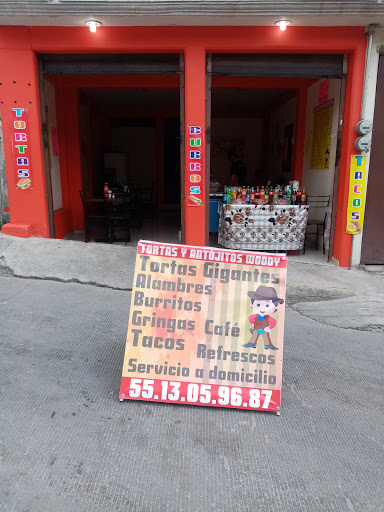 TORTAS
BURROS
TACOS
TORTAS Y ANTOJITOS WOODY
Tortas Gigantes
Alambres
Burritos
Gringas Café
Tacos Refrescos
Servicio a domicilio
55.13.05.96.87